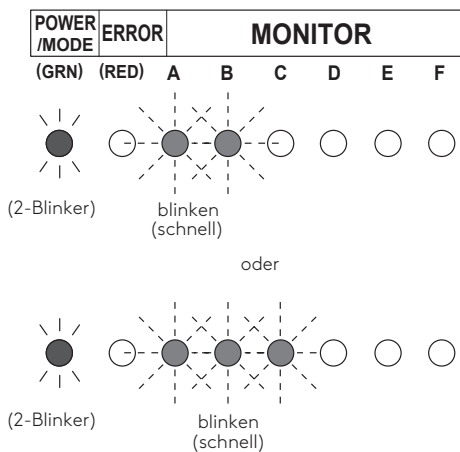 POWER /MODE ERROR MONITOR
(GRN) (RED) A B C D E F
(2-Blinker) blinken
(schnell)
oder
(2-Blinker) blinken
(schnell)